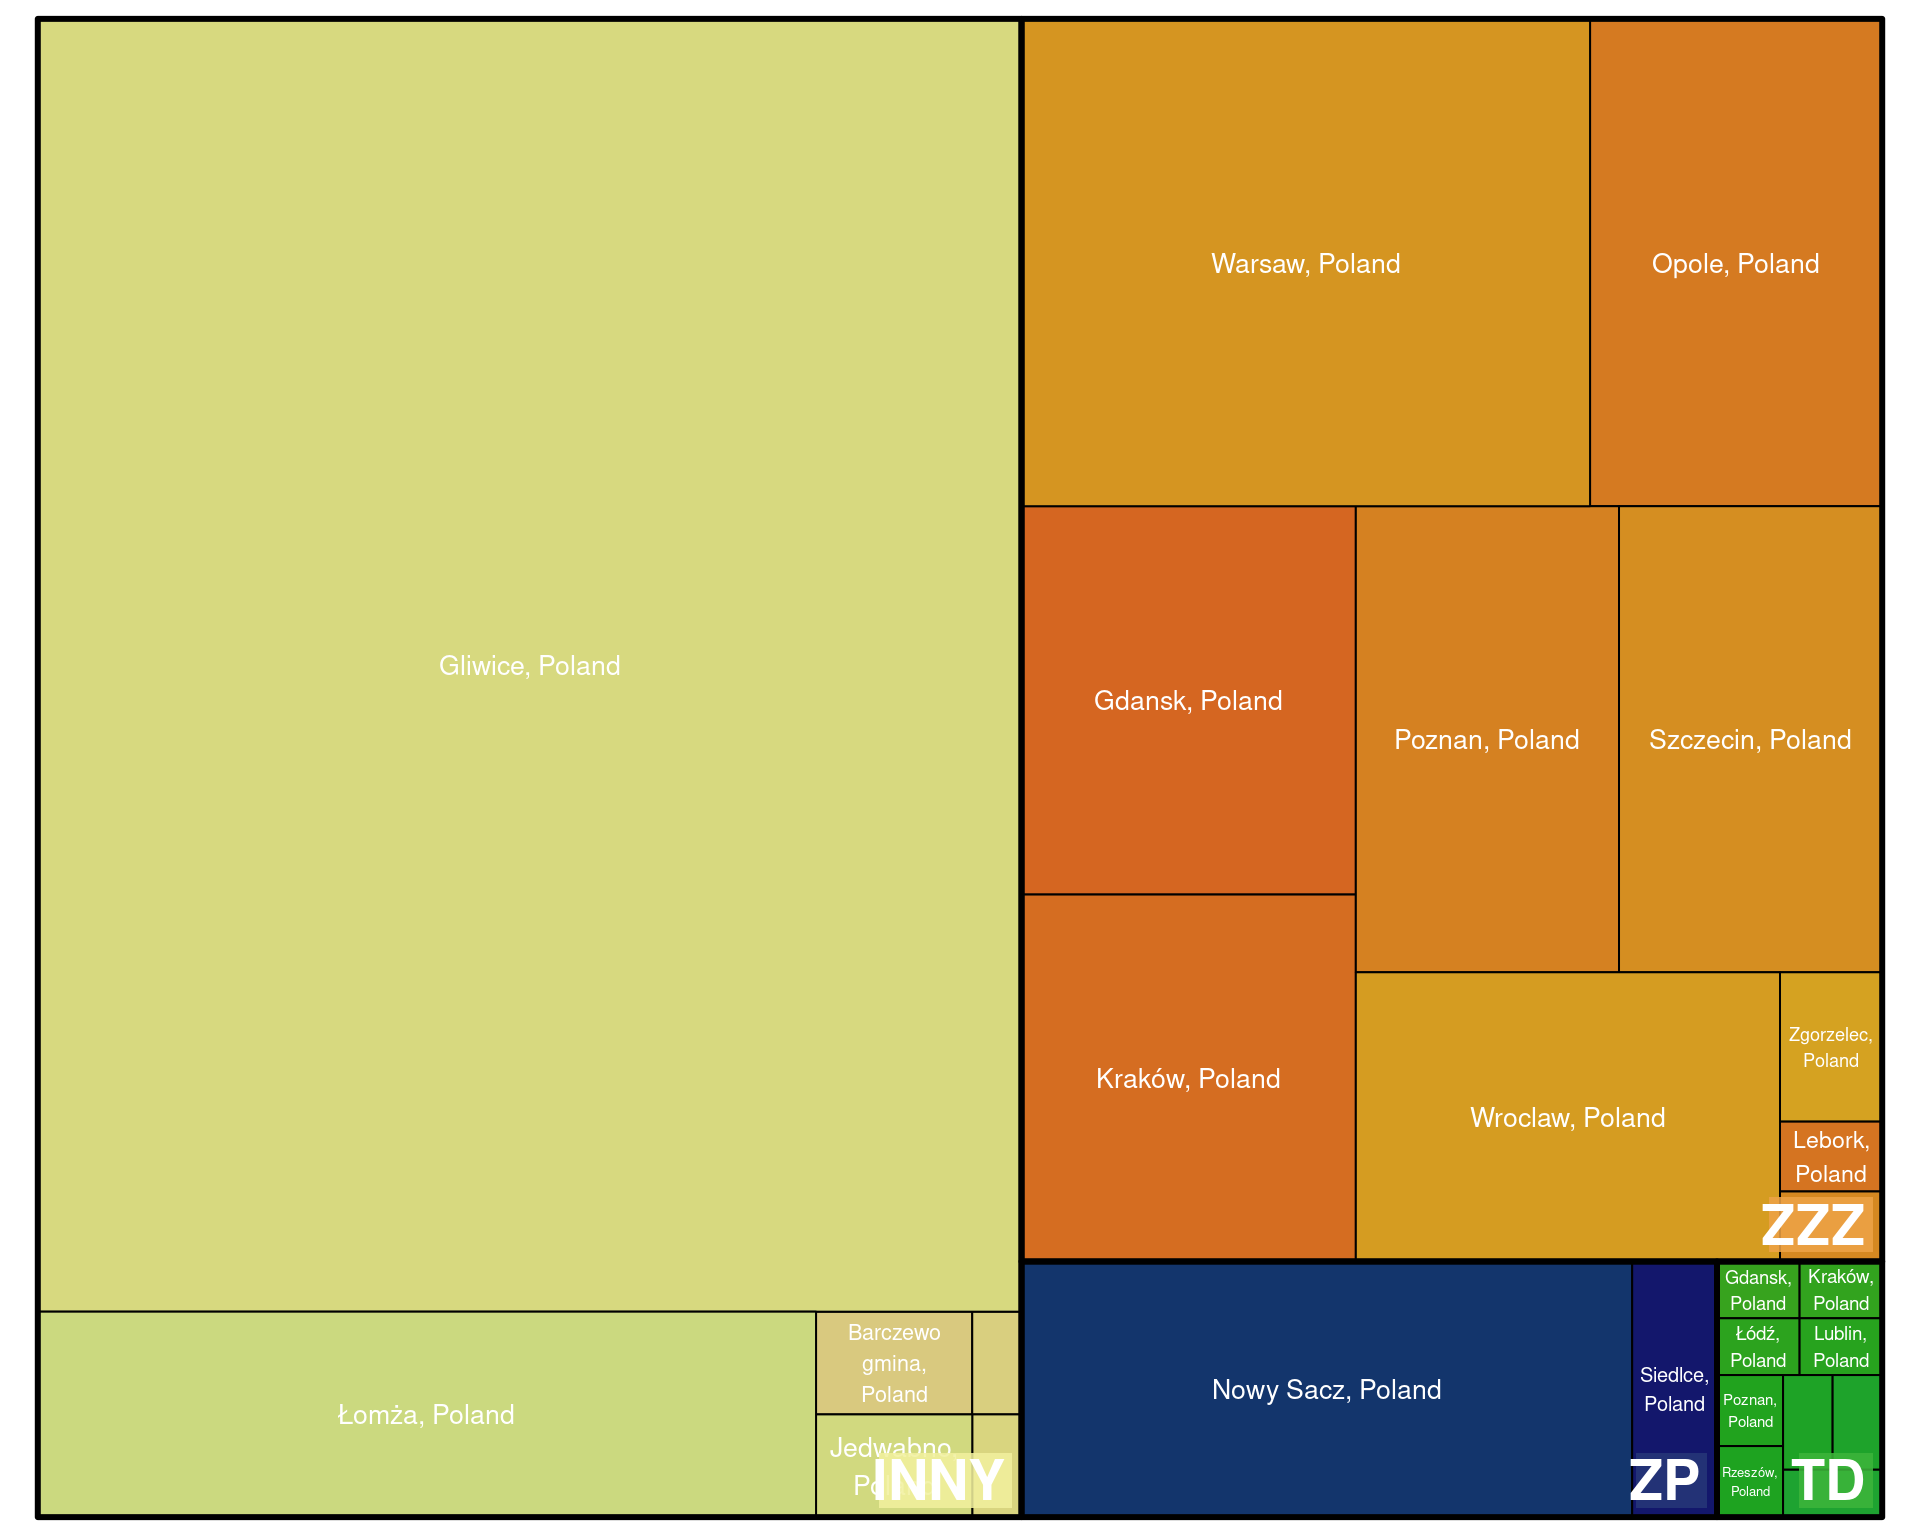 Gliwice, Poland
Łomża, Poland
Barczewo
gmina,
Poland
Jedwabno,
INNY
Warsaw, Poland
Opole, Poland
Gdansk, Poland
Poznan, Poland
Szczecin, Poland
Kraków, Poland
Wroclaw, Poland
Zgorzelec,
Poland
Lebork,
Poland
ZZZ
Nowy Sacz, Poland
Siedlce,
Poland
ZP
Gdansk,
Poland
Kraków,
Poland
Łódź,
Poland
Lublin,
Poland
Poznan,
Poland
Rzeszów,
Poland
TD